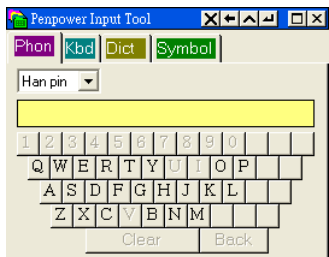 Penpower Input Tool
Phon Kbd Dict Symbol
Han pin
1 2 3 4 5 6 7 8 9 0
Q W E R T Y U I O P
A S D F G H J K L
Z X C V B N M
Clear Back